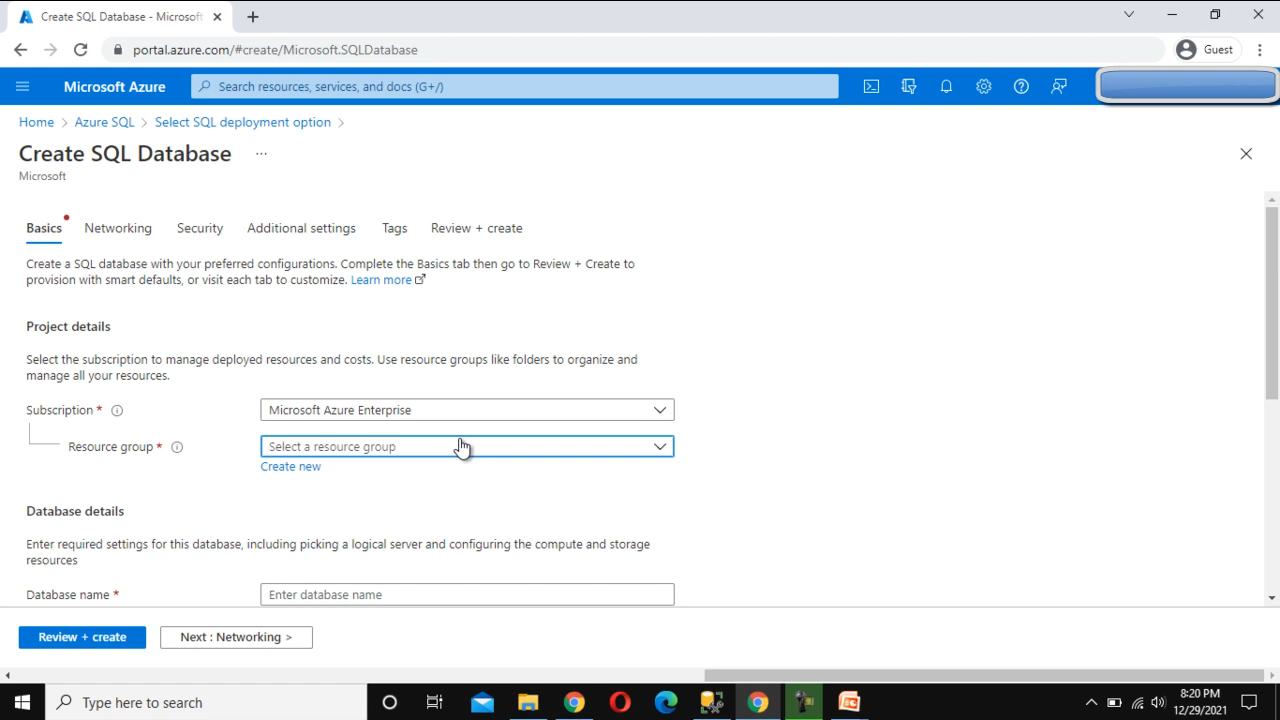 Create SQL Database - Microsoft
portal.azure.com/#create/Microsoft.SQLDatabase
Guest
Microsoft Azure
Search resources, services, and docs (G+/)
Home > Azure SQL > Select SQL deployment option >
Create SQL Database ...
Microsoft
Basics Networking Security Additional settings Tags Review + create
Create a SQL database with your preferred configurations. Complete the Basics tab then go to Review + Create to
provision with smart defaults, or visit each tab to customize. Learn more
Project details
Select the subscription to manage deployed resources and costs. Use resource groups like folders to organize and
manage all your resources.
Subscription * Microsoft Azure Enterprise
Resource group * Select a resource group
Create new
Database details
Enter required settings for this database, including picking a logical server and configuring the compute and storage
resources
Database name * Enter database name
Review + create Next : Networking >
Type here to search
8:20 PM
12/29/2021